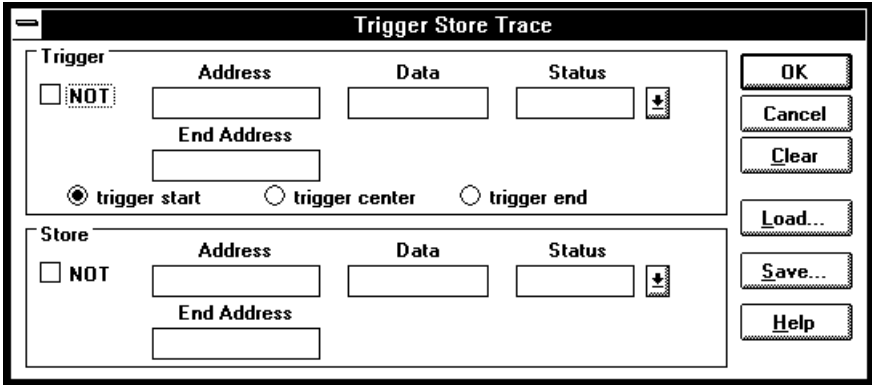 Trigger Store Trace
Trigger
Address Data Status
NOT
End Address
trigger start trigger center trigger end
Store
Address Data Status
NOT
End Address
OK
Cancel
Clear
Load...
Save...
Help